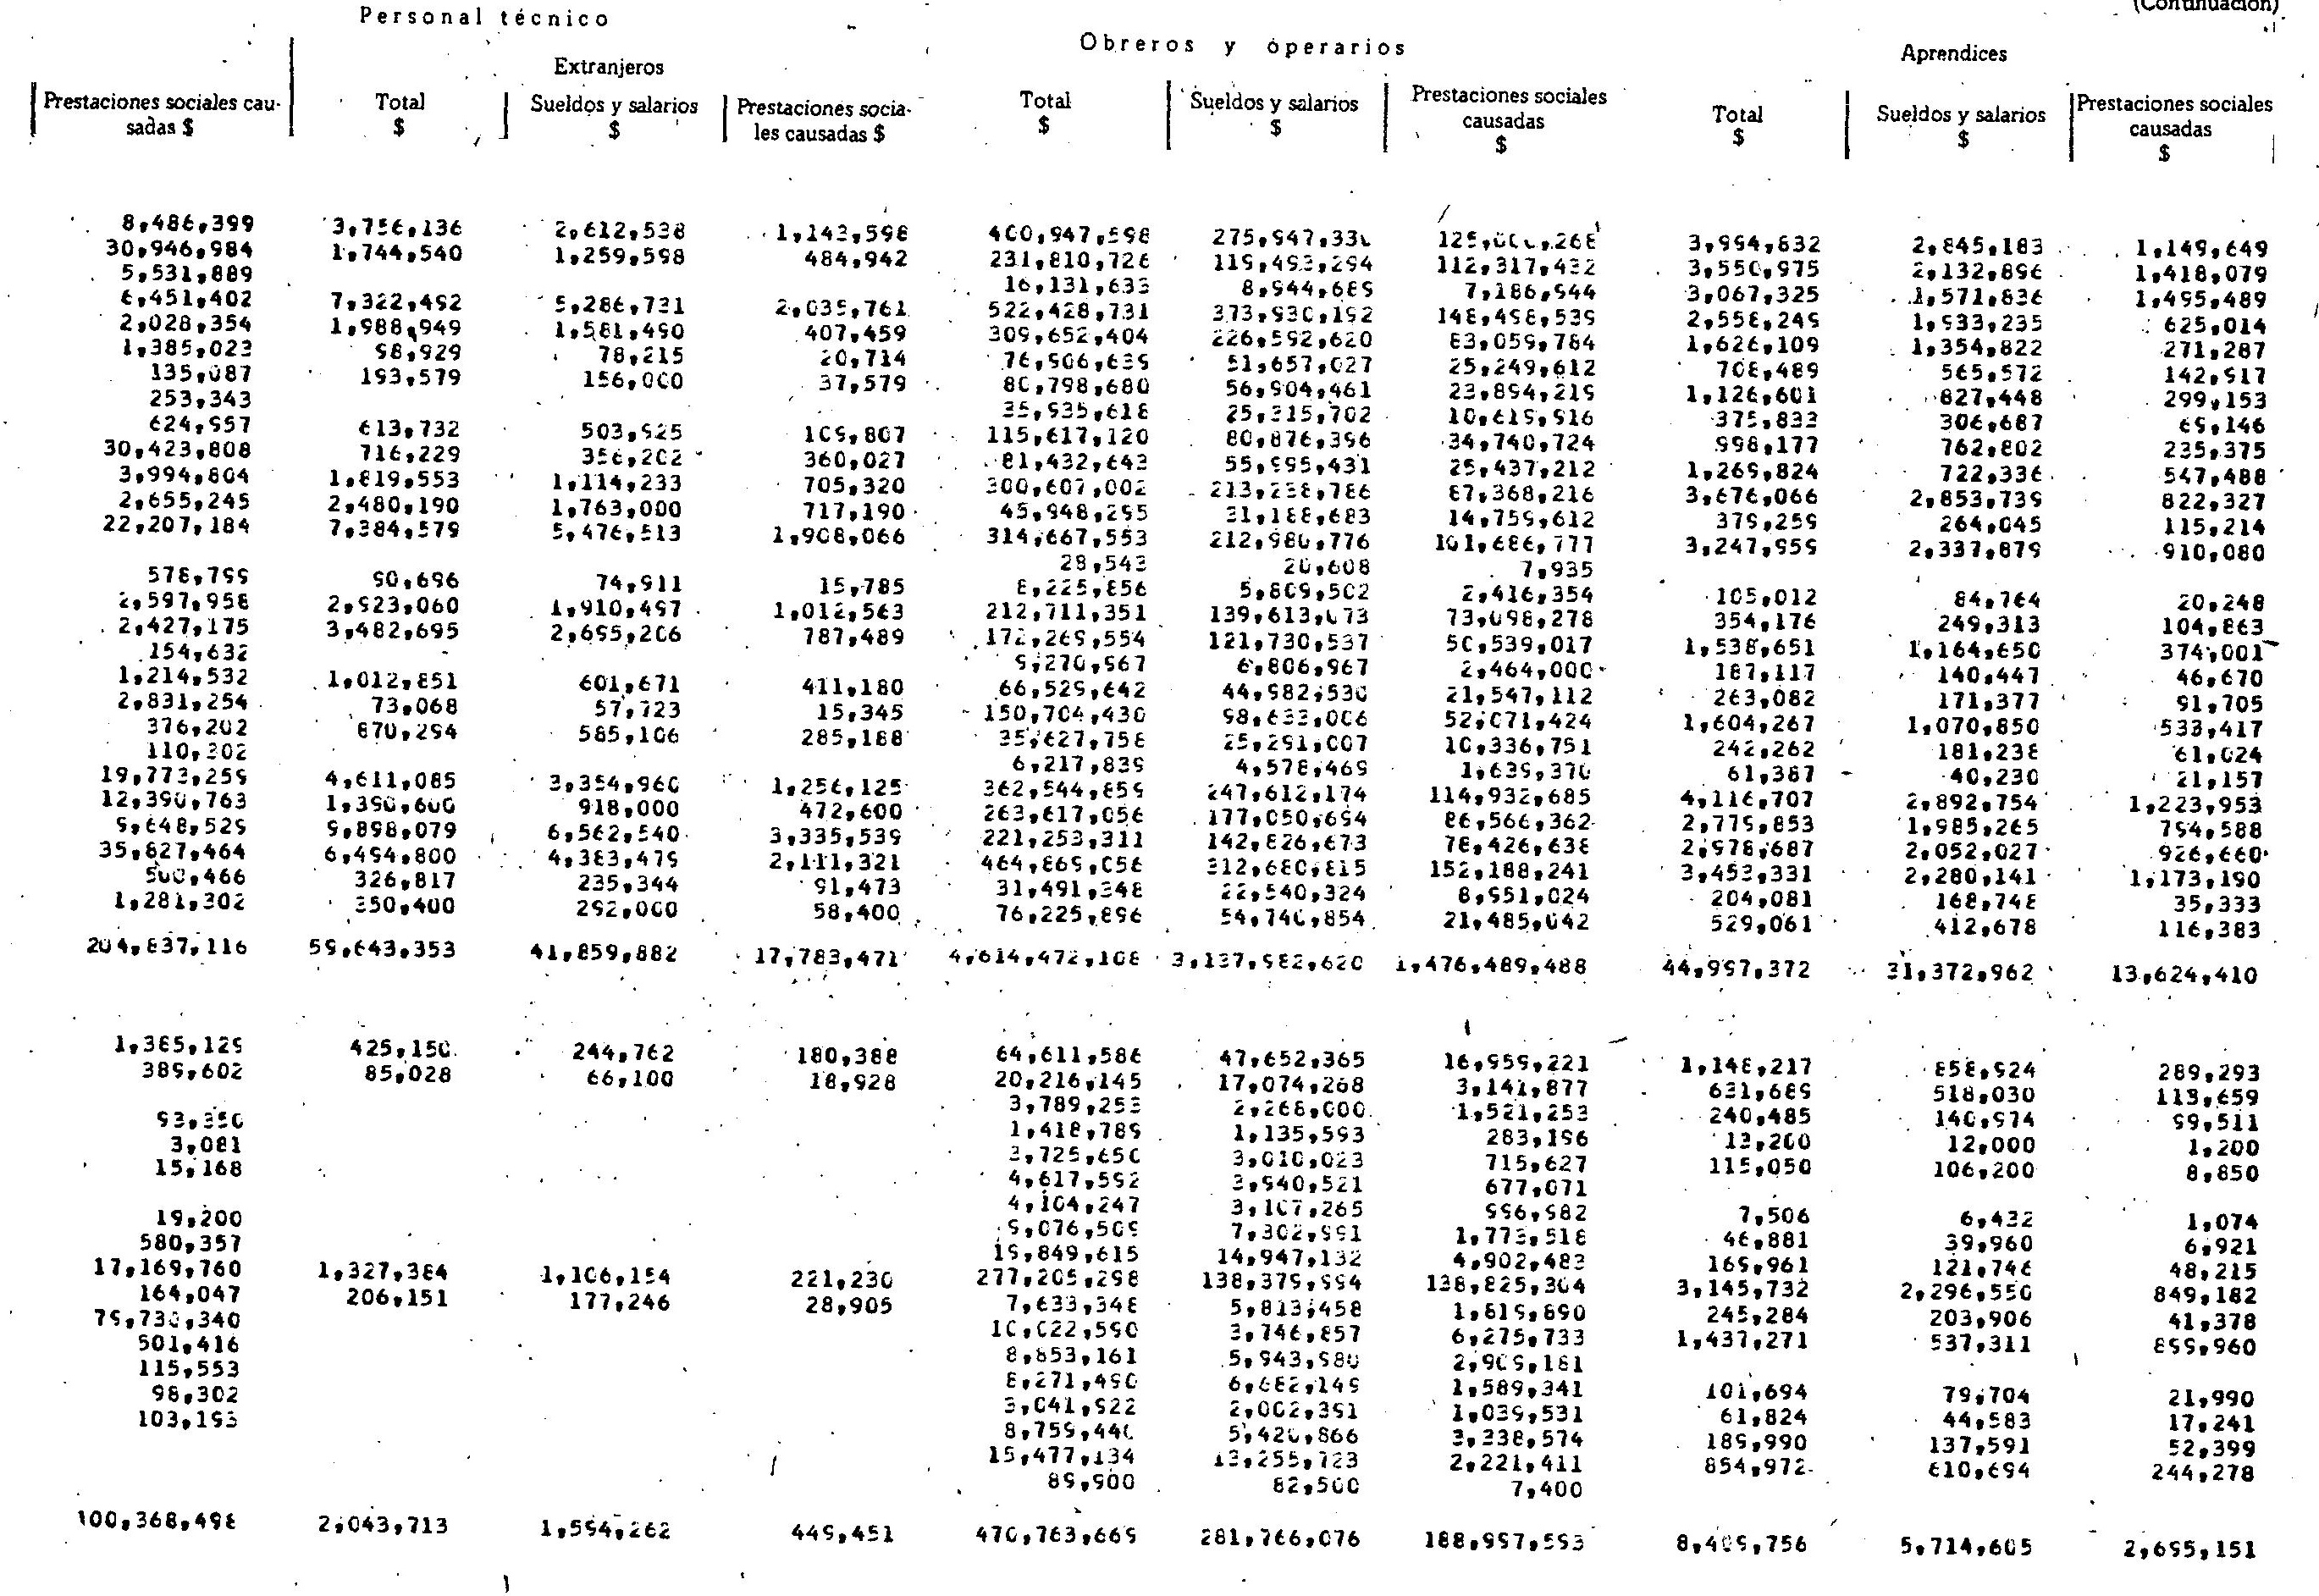 (Continuación)
Personal técnico
Obreros y operarios
Aprendices
Extranjeros
Prestaciones sociales cau-
sadas $
Total
$
Sueldos y salarios
$
Prestaciones socia-
les causadas $
Total
$
Sueldos y salarios
$
Prestaciones sociales
causadas
$
Total
$
Sueldos y salarios
$
Prestaciones sociales
causadas
$
8,486,399 3,756,136 2,612,538 1,143,598 400,947,598 275,947,330 125,000,268 3,994,832 2,845,183 1,149,649
30,946,984 1,744,540 1,259,598 484,942 231,810,726 119,493,294 112,317,432 3,550,975 2,132,896 1,418,079
5,531,889 16,131,633 8,944,689 7,186,944 3,067,325 1,571,836 1,495,489
6,451,402 7,322,492 5,286,731 2,035,761 522,428,731 373,930,192 148,498,539 2,558,249 1,933,235 625,014
2,028,354 1,988,949 1,581,490 407,459 309,652,404 226,592,620 83,059,784 1,626,109 1,354,822 271,287
1,385,023 98,929 78,215 20,714 76,906,639 51,657,027 25,249,612 708,489 565,572 142,917
135,087 193,579 156,000 37,579 80,798,680 56,904,461 23,894,219 1,126,601 827,448 299,153
253,343 35,935,618 25,315,702 10,619,916 375,833 306,687 69,146
624,957 613,732 503,925 109,807 115,617,120 80,876,396 34,740,724 998,177 762,802 235,375
30,423,808 716,229 356,202 360,027 81,432,643 55,995,431 25,437,212 1,269,824 722,336 547,488
3,994,804 1,819,553 1,114,233 705,320 300,607,002 213,238,786 87,368,216 3,676,066 2,853,739 822,327
2,655,245 2,480,190 1,763,000 717,190 45,948,295 31,188,683 14,759,612 379,259 264,045 115,214
22,207,184 7,384,579 5,476,513 1,908,066 314,667,553 212,980,776 101,686,777 3,247,959 2,337,879 910,080
28,543 20,608 7,935
578,799 90,696 74,911 15,785 8,225,856 5,809,502 2,416,354 105,012 84,764 20,248
2,597,958 2,923,060 1,910,497 1,012,563 212,711,351 139,613,073 73,098,278 354,176 249,313 104,863
2,427,175 3,482,695 2,695,206 787,489 172,269,554 121,730,537 50,539,017 1,538,651 1,164,650 374,001
154,632 9,270,967 6,806,967 2,464,000 187,117 140,447 46,670
1,214,532 1,012,851 601,671 411,180 66,529,642 44,982,530 21,547,112 263,082 171,377 91,705
2,831,254 73,068 57,723 15,345 150,704,430 98,633,006 52,071,424 1,604,267 1,070,850 533,417
376,202 870,294 585,106 285,188 35,627,758 25,291,007 10,336,751 242,262 181,238 61,024
110,302 6,217,839 4,578,469 1,639,370 61,387 40,230 21,157
19,773,259 4,611,085 3,354,960 1,256,125 362,544,859 247,612,174 114,932,685 4,116,707 2,892,754 1,223,953
12,390,763 1,390,600 918,000 472,600 263,617,056 177,050,694 86,566,362 2,779,853 1,985,265 794,588
9,648,529 9,898,079 6,562,540 3,335,539 221,253,311 142,826,673 78,426,638 2,978,687 2,052,027 926,660
35,827,464 6,494,800 4,383,479 2,111,321 464,869,056 312,680,815 152,188,241 3,453,331 2,280,141 1,173,190
500,466 326,817 235,344 91,473 31,491,348 22,540,324 8,951,024 204,081 168,748 35,333
1,281,302 350,400 292,000 58,400 76,225,896 54,740,854 21,485,042 529,061 412,678 116,383
204,837,116 59,643,353 41,859,882 17,783,471 4,614,472,108 3,137,982,620 1,476,489,488 44,997,372 31,372,962 13,624,410
1,385,129 425,150 244,762 180,388 64,611,586 47,652,365 16,959,221 1,148,217 858,924 289,293
389,602 85,028 66,100 18,928 20,216,145 17,074,268 3,141,877 631,689 518,030 113,659
3,789,253 2,268,000 1,521,253 240,485 140,974 99,511
93,350 1,418,789 1,135,593 283,196 13,200 12,000 1,200
3,081 3,725,650 3,010,023 715,627 115,050 106,200 8,850
15,168 4,617,592 3,940,521 677,071
4,104,247 3,107,265 996,982 7,506 6,432 1,074
19,200 9,076,509 7,302,991 1,773,518 46,881 39,960 6,921
580,357 19,849,615 14,947,132 4,902,483 169,961 121,746 48,215
17,169,760 1,327,384 1,106,154 221,230 277,205,298 138,379,994 138,825,304 3,145,732 2,296,550 849,182
164,047 206,151 177,246 28,905 7,633,348 5,813,458 1,819,890 245,284 203,906 41,378
79,730,340 10,022,590 3,746,857 6,275,733 1,437,271 537,311 899,960
501,416 8,853,161 5,943,980 2,909,181
115,553 8,271,490 6,682,149 1,589,341 101,694 79,704 21,990
98,302 3,041,922 2,002,391 1,039,531 61,824 44,583 17,241
103,193 8,759,440 5,420,866 3,338,574 189,990 137,591 52,399
15,477,134 13,255,723 2,221,411 854,972 610,694 244,278
89,900 82,500 7,400
100,368,498 2,043,713 1,594,262 449,451 470,763,669 281,766,076 188,997,593 8,409,756 5,714,605 2,695,151